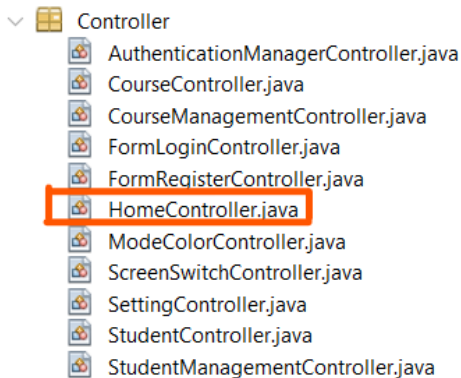 Controller
AuthenticationManagerController.java
CourseController.java
CourseManagementController.java
FormLoginController.java
FormRegisterController.java
HomeController.java
ModeColorController.java
ScreenSwitchController.java
SettingController.java
StudentController.java
StudentManagementController.java